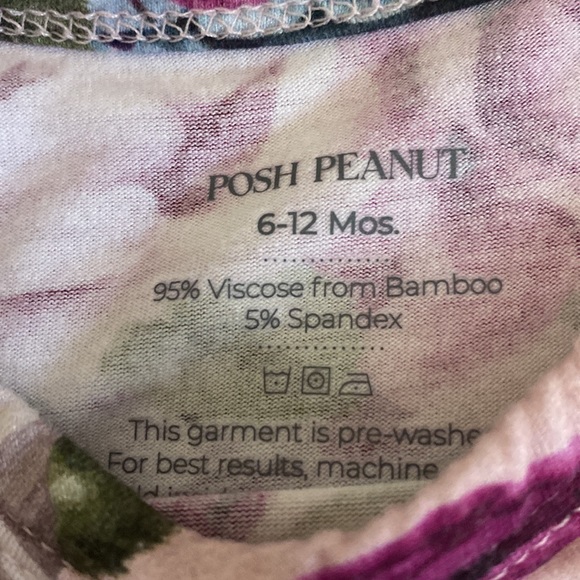 POSH PEANUT
6-12 Mos.
95% Viscose from Bamboo
5% Spandex
This garment is pre-washe
For best results, machine